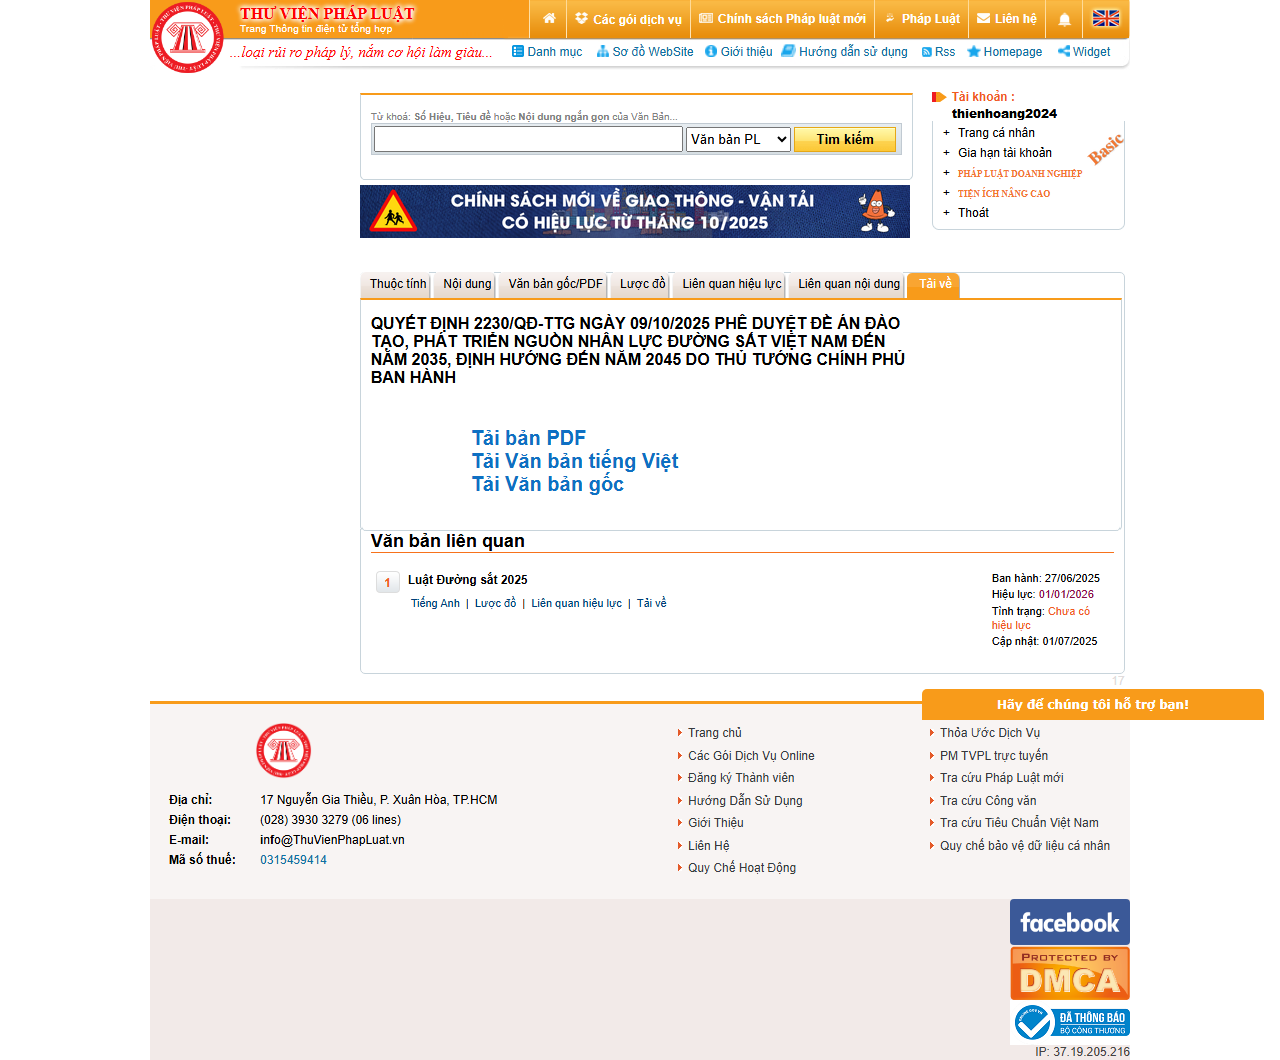 THƯ VIỆN PHÁP LUẬT
Trang Thông tin điện tử tổng hợp
Các gói dịch vụ
Chính sách Pháp luật mới
Pháp Luật
Liên hệ
...loại rủi ro pháp lý, nắm cơ hội làm giàu...
Danh mục
Sơ đồ WebSite
Giới thiệu
Hướng dẫn sử dụng
Rss
Homepage
Widget
Từ khoá: Số Hiệu, Tiêu đề hoặc Nội dung ngắn gọn của Văn Bản...
Văn bản PL
Tìm kiếm
Tài khoản :
thienhoang2024
+ Trang cá nhân
+ Gia hạn tài khoản
+ PHÁP LUẬT DOANH NGHIỆP
+ TIỆN ÍCH NÂNG CAO
+ Thoát
Basic
CHÍNH SÁCH MỚI VỀ GIAO THÔNG - VẬN TẢI
CÓ HIỆU LỰC TỪ THÁNG 10/2025
Thuộc tính
Nội dung
Văn bản gốc/PDF
Lược đồ
Liên quan hiệu lực
Liên quan nội dung
Tải về
QUYẾT ĐỊNH 2230/QĐ-TTG NGÀY 09/10/2025 PHÊ DUYỆT ĐỀ ÁN ĐÀO
TẠO, PHÁT TRIỂN NGUỒN NHÂN LỰC ĐƯỜNG SẮT VIỆT NAM ĐẾN
NĂM 2035, ĐỊNH HƯỚNG ĐẾN NĂM 2045 DO THỦ TƯỚNG CHÍNH PHỦ
BAN HÀNH
Tải bản PDF
Tải Văn bản tiếng Việt
Tải Văn bản gốc
Văn bản liên quan
1
Luật Đường sắt 2025
Tiếng Anh | Lược đồ | Liên quan hiệu lực | Tải về
Ban hành: 27/06/2025
Hiệu lực: 01/01/2026
Tình trạng: Chưa có
hiệu lực
Cập nhật: 01/07/2025
17
Hãy để chúng tôi hỗ trợ bạn!
Địa chỉ: 17 Nguyễn Gia Thiều, P. Xuân Hòa, TP.HCM
Điện thoại: (028) 3930 3279 (06 lines)
E-mail: info@ThuVienPhapLuat.vn
Mã số thuế: 0315459414
Trang chủ
Các Gói Dịch Vụ Online
Đăng ký Thành viên
Hướng Dẫn Sử Dụng
Giới Thiệu
Liên Hệ
Quy Chế Hoạt Động
Thỏa Ước Dịch Vụ
PM TVPL trực tuyến
Tra cứu Pháp Luật mới
Tra cứu Công văn
Tra cứu Tiêu Chuẩn Việt Nam
Quy chế bảo vệ dữ liệu cá nhân
facebook
PROTECTED BY
DMCA
ĐÃ THÔNG BÁO
BỘ CÔNG THƯƠNG
IP: 37.19.205.216